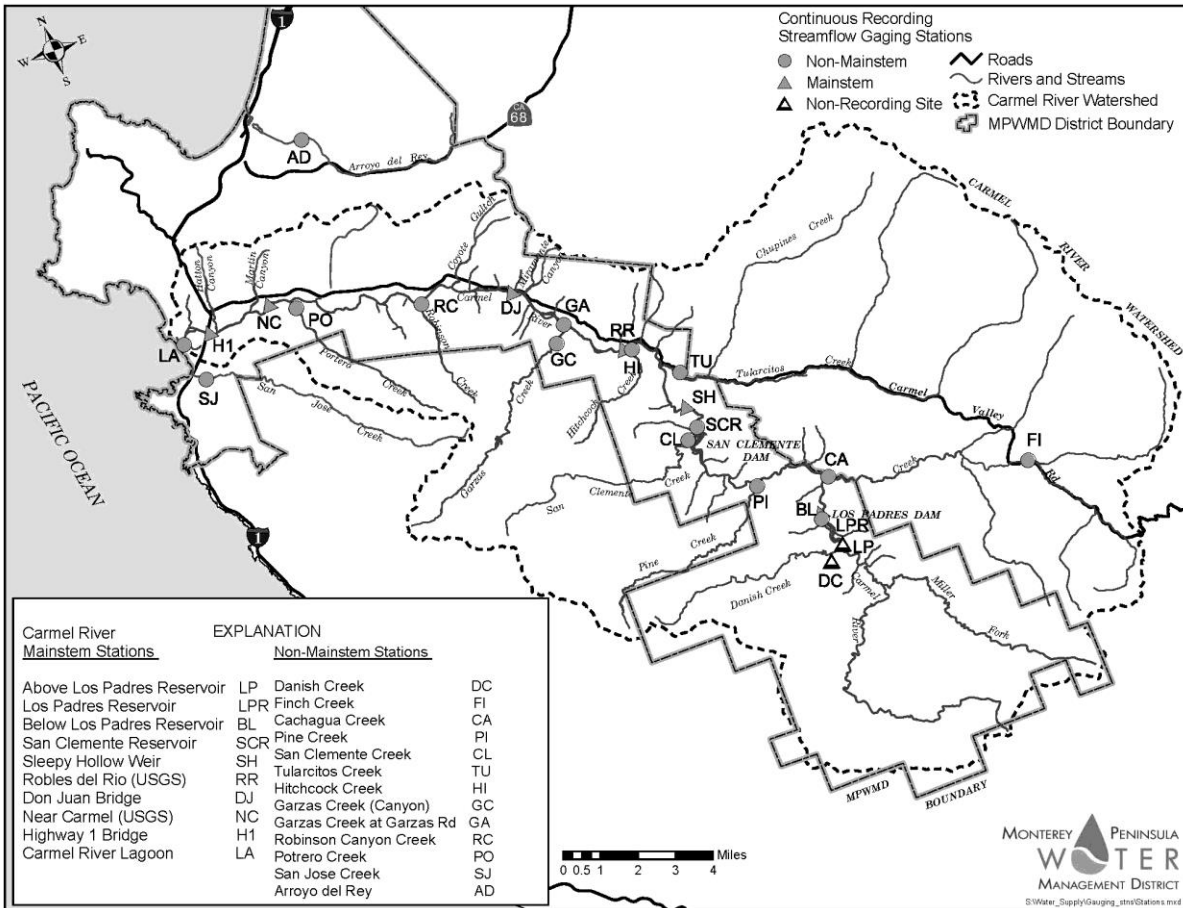 N
E
W
S
1
CA
68
Continuous Recording
Streamflow Gaging Stations
Non-Mainstem
Mainstem
Non-Recording Site
Roads
Rivers and Streams
Carmel River Watershed
MPWMD District Boundary
AD
Arroyo del Rey
CARMEL
RIVER
WATERSHED
Hatton
Canyon
Martin
Canyon
Coyote
Gulch
Miramonte
Canyon
Chupines Creek
LA
H1
NC
PO
RC
Carmel
River
DJ
GA
GC
RR
HI
TU
Tularcitos
Creek
Carmel
Valley
Rd
FI
SJ
San
Jose
Creek
Potrero
Creek
Robinson
Creek
Garzas
Creek
Hitchcock
Creek
SH
SCR
CL
SAN CLEMENTE
DAM
San
Clemente
Creek
PI
CA
Creek
BL
LOS PADRES DAM
LPR
LP
DC
Pine
Creek
Danish Creek
Carmel
River
Miller
Fork
PACIFIC OCEAN
1
MPWMD
BOUNDARY
EXPLANATION
Carmel River
Mainstem Stations
Above Los Padres Reservoir LP
Los Padres Reservoir LPR
Below Los Padres Reservoir BL
San Clemente Reservoir SCR
Sleepy Hollow Weir SH
Robles del Rio (USGS) RR
Don Juan Bridge DJ
Near Carmel (USGS) NC
Highway 1 Bridge H1
Carmel River Lagoon LA
Non-Mainstem Stations
Danish Creek DC
Finch Creek FI
Cachagua Creek CA
Pine Creek PI
San Clemente Creek CL
Tularcitos Creek TU
Hitchcock Creek HI
Garzas Creek (Canyon) GC
Garzas Creek at Garzas Rd GA
Robinson Canyon Creek RC
Potrero Creek PO
San Jose Creek SJ
Arroyo del Rey AD
0 0.5 1 2 3 4 Miles
MONTEREY PENINSULA
WATER
MANAGEMENT DISTRICT
S:\Water_Supply\Gauging_stns\Stations.mxd